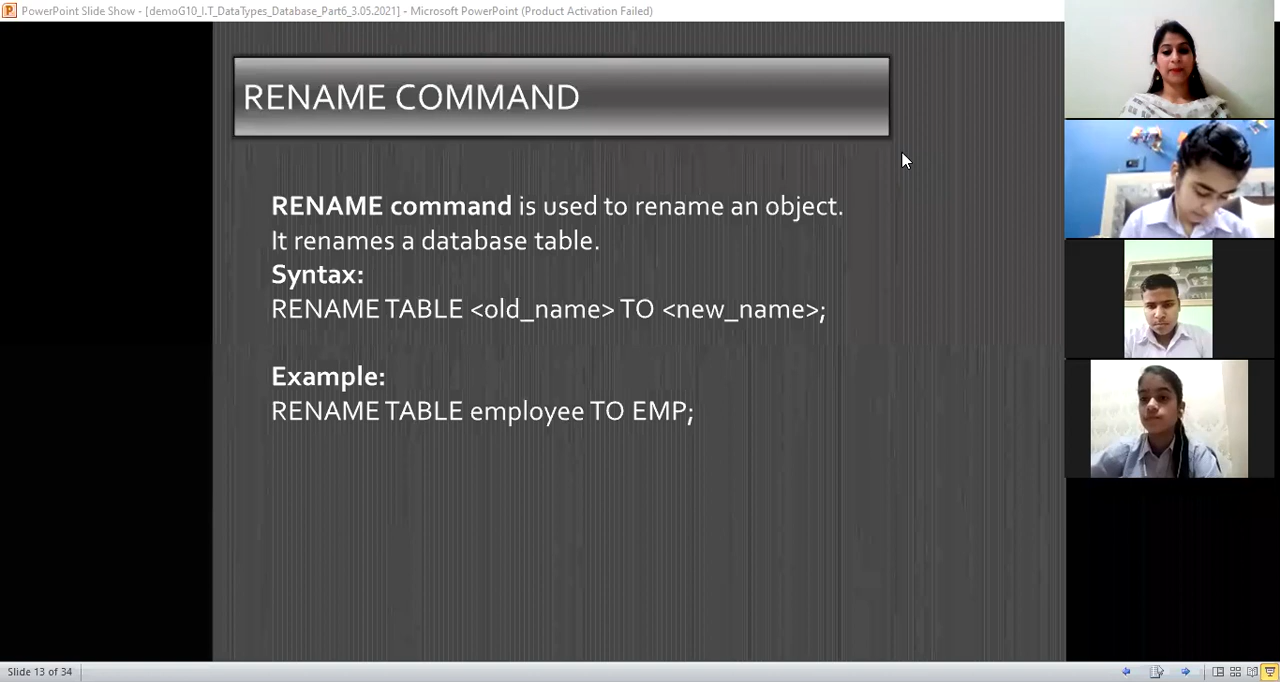 PowerPoint Slide Show - [demoG10_I.T_DataTypes_Database_Part6_3.05.2021] - Microsoft PowerPoint (Product Activation Failed)
RENAME COMMAND
RENAME command is used to rename an object.
It renames a database table.
Syntax:
RENAME TABLE <old_name> TO <new_name>;
Example:
RENAME TABLE employee TO EMP;
Slide 13 of 34